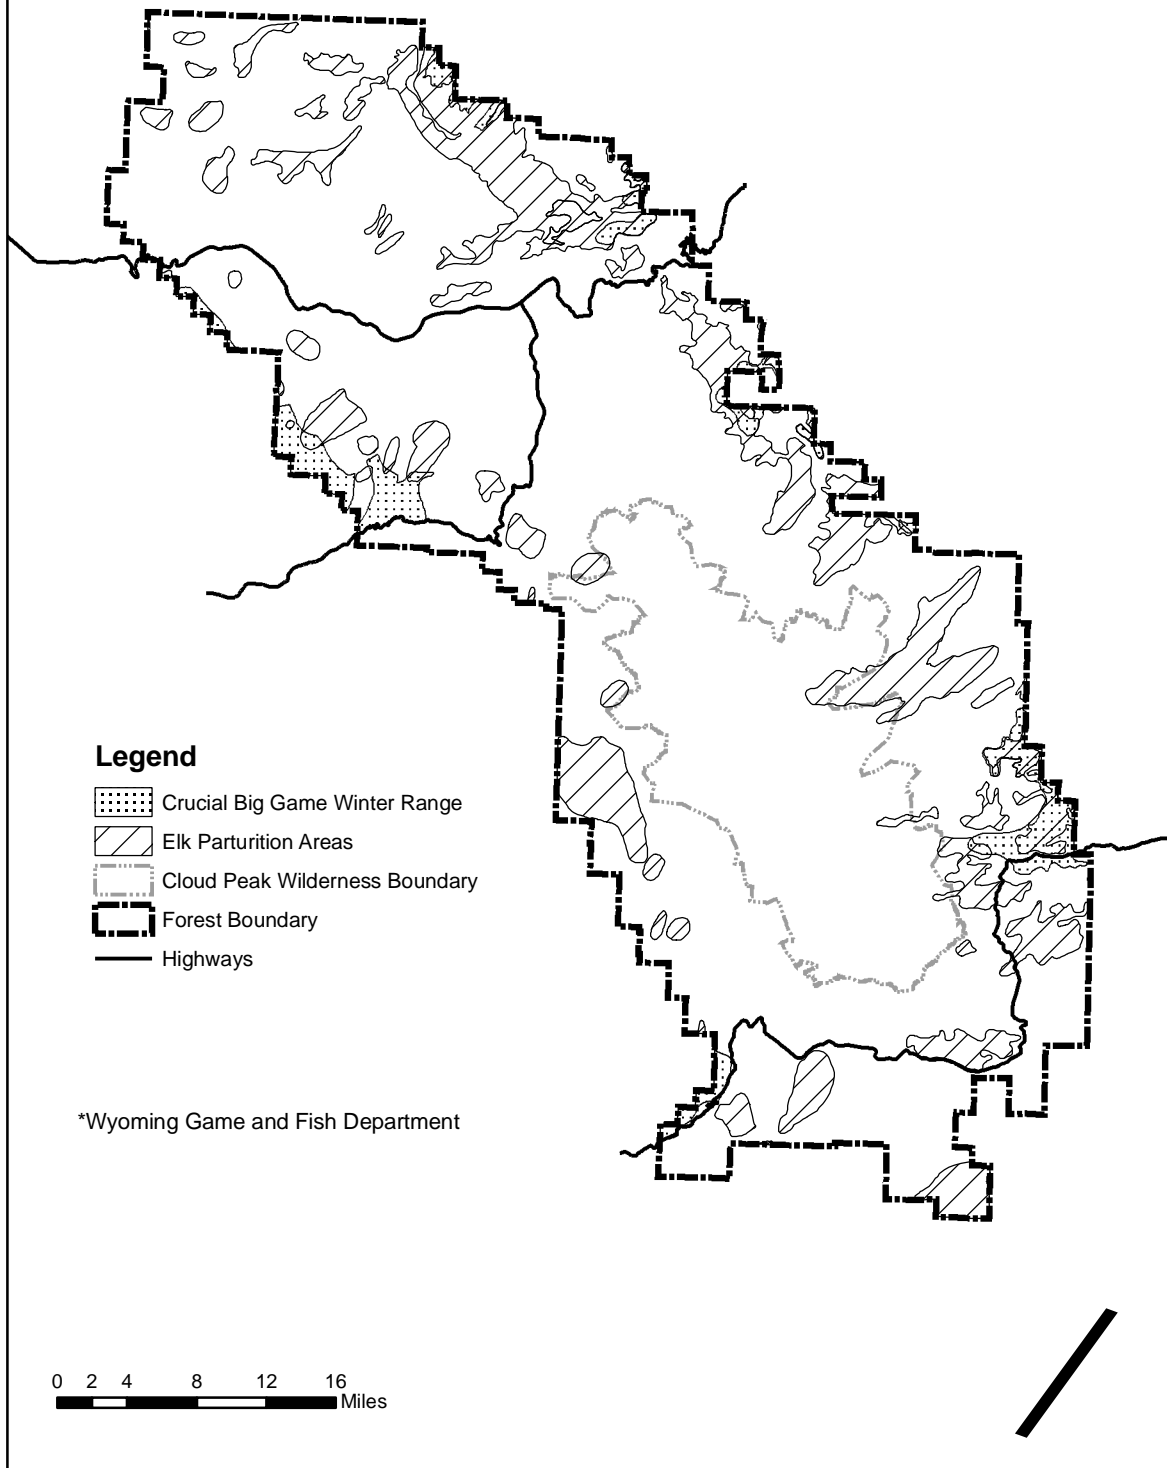 Legend
Crucial Big Game Winter Range
Elk Parturition Areas
Cloud Peak Wilderness Boundary
Forest Boundary
Highways
*Wyoming Game and Fish Department
0 2 4 8 12 16
Miles